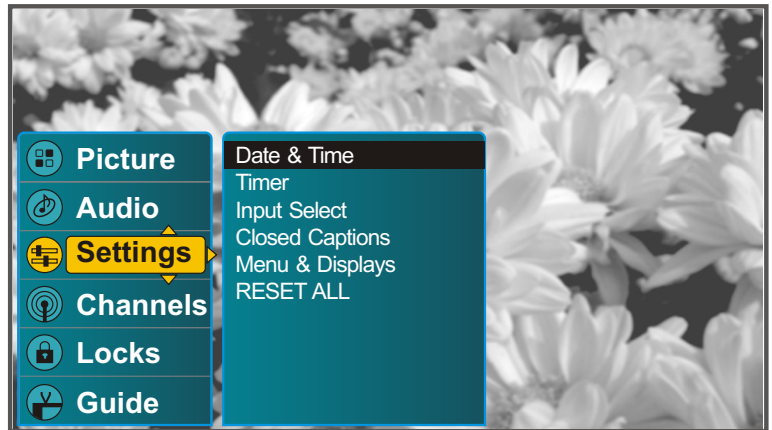 Picture
Audio
Settings
Channels
Locks
Guide
Date & Time
Timer
Input Select
Closed Captions
Menu & Displays
RESET ALL